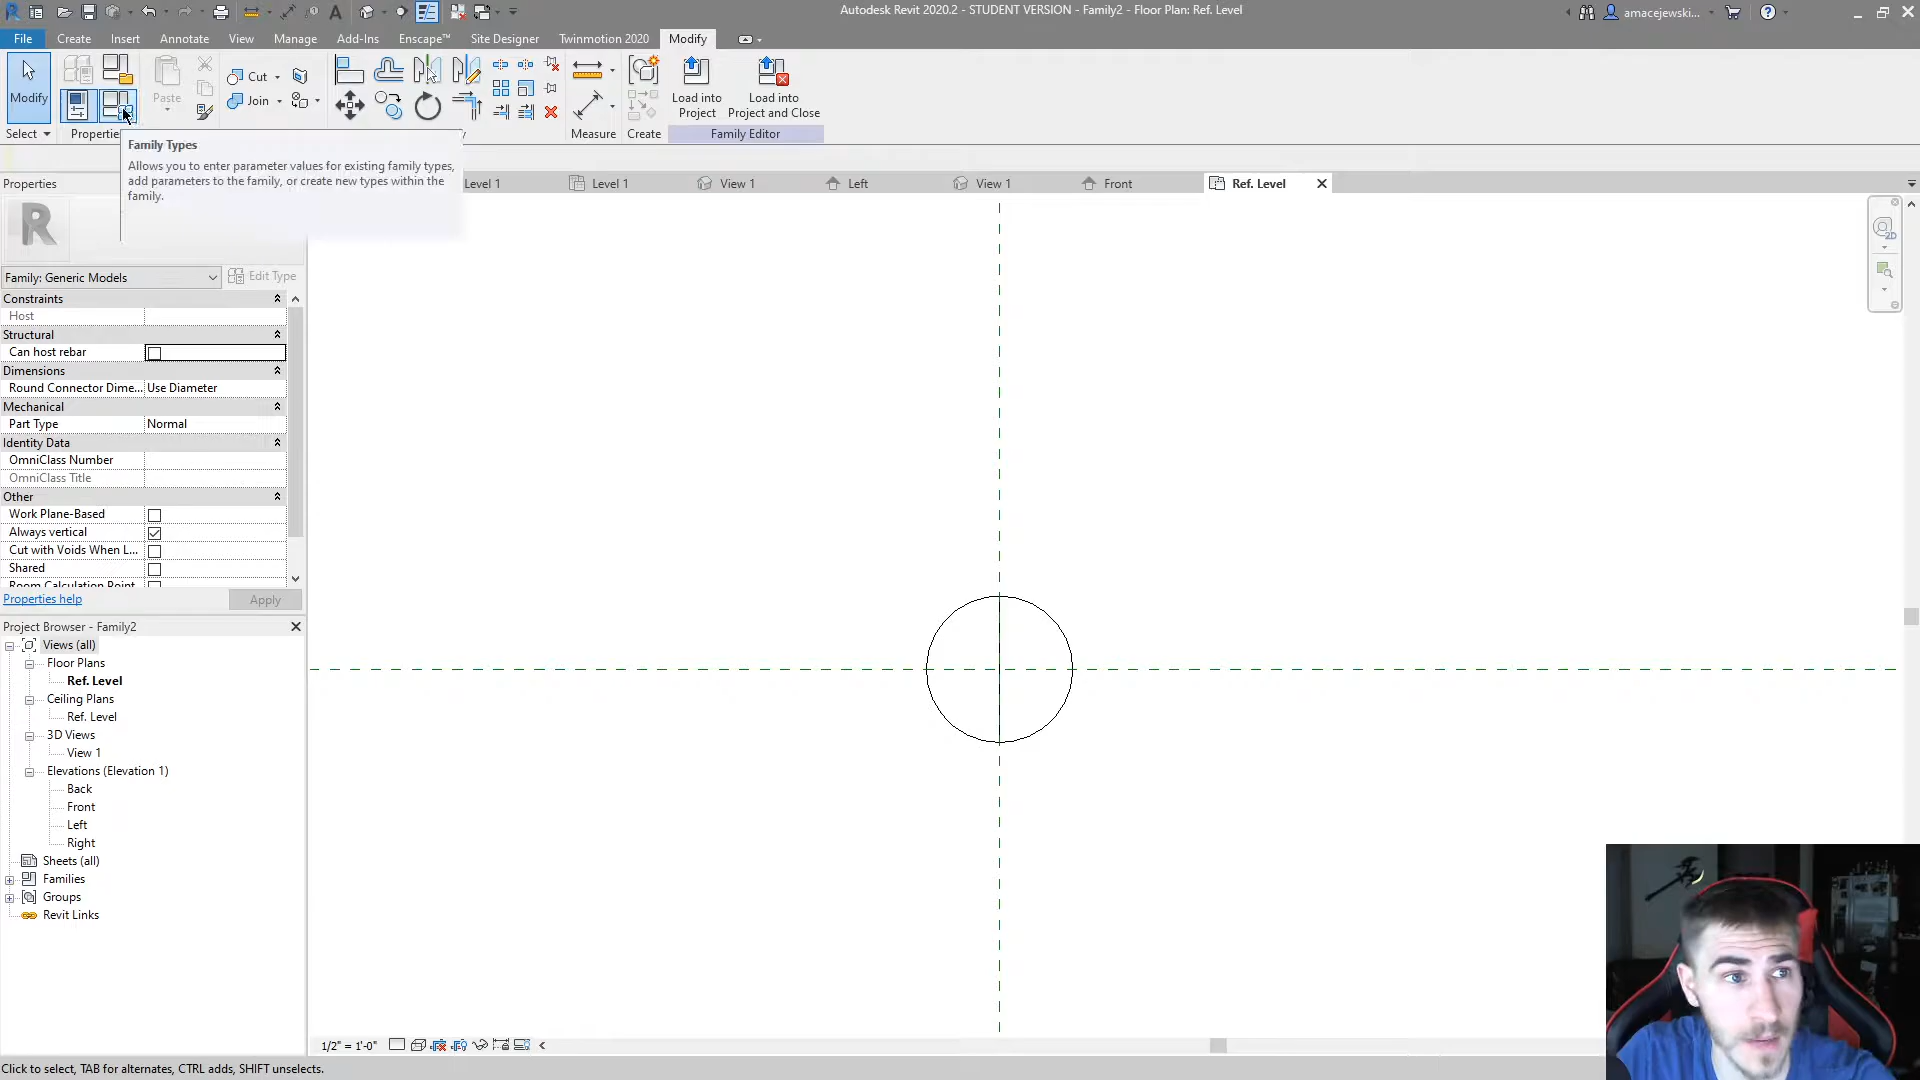 Autodesk Revit 2020.2 - STUDENT VERSION - Family2 - Floor Plan: Ref. Level
amacejewski...
File Create Insert Annotate View Manage Add-Ins Enscape™ Site Designer Twinmotion 2020 Modify
Modify
Paste
Cut
Join
Load into Project
Load into Project and Close
Select
Properties
Measure
Create
Family Editor
Family Types
Allows you to enter parameter values for existing family types,
add parameters to the family, or create new types within the
family.
Properties
Level 1
Level 1
View 1
Left
View 1
Front
Ref. Level
R
2D
Family: Generic Models
Edit Type
Constraints
Host
Structural
Can host rebar
Dimensions
Round Connector Dime... Use Diameter
Mechanical
Part Type Normal
Identity Data
OmniClass Number
OmniClass Title
Other
Work Plane-Based
Always vertical
Cut with Voids When L...
Shared
Room Calculation Point
Properties help
Apply
Project Browser - Family2
Views (all)
Floor Plans
Ref. Level
Ceiling Plans
Ref. Level
3D Views
View 1
Elevations (Elevation 1)
Back
Front
Left
Right
Sheets (all)
Families
Groups
Revit Links
1/2" = 1'-0"
Click to select, TAB for alternates, CTRL adds, SHIFT unselects.